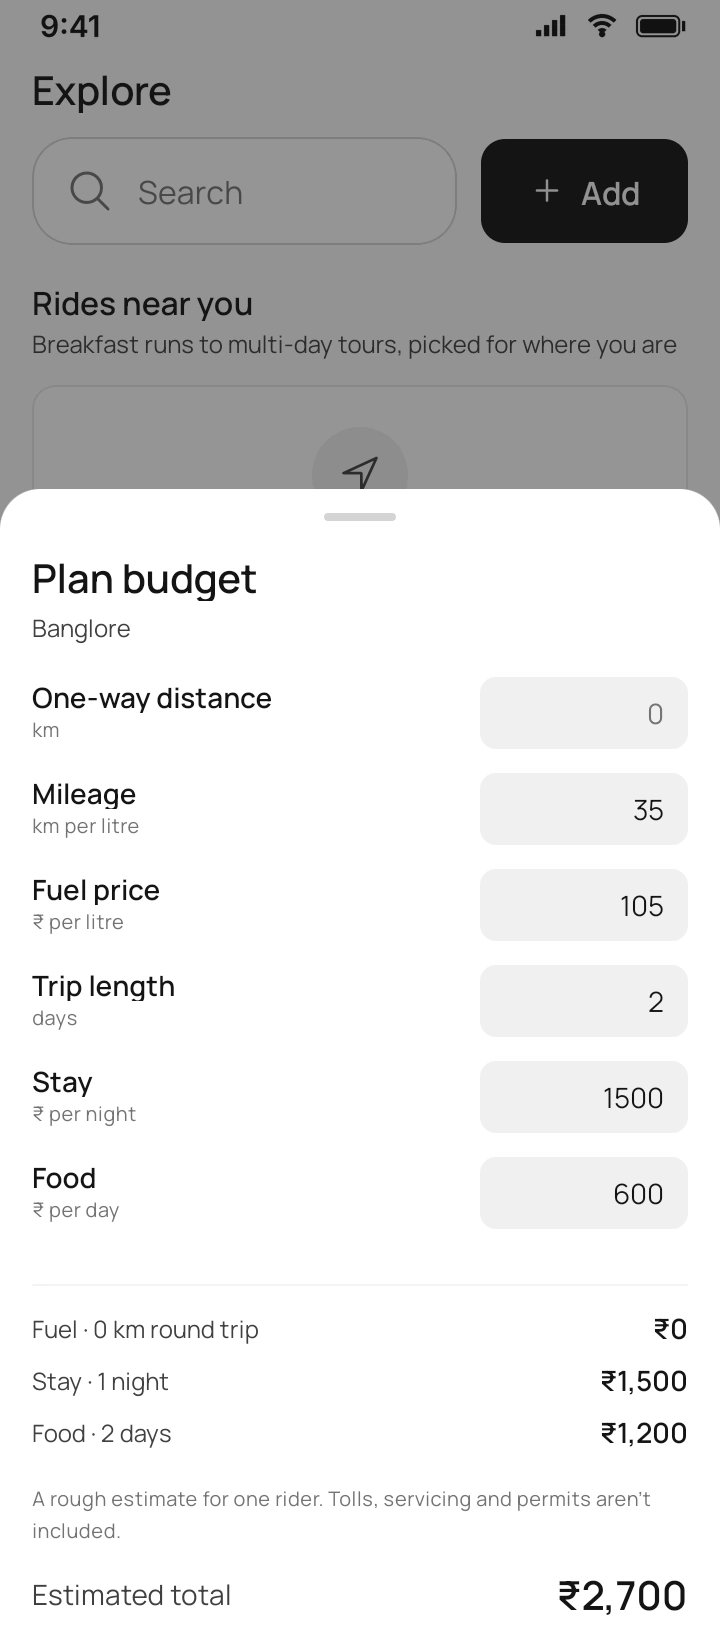 9:41
Explore
Search
+ Add
Rides near you
Breakfast runs to multi-day tours, picked for where you are
Plan budget
Banglore
One-way distance
km
0
Mileage
km per litre
35
Fuel price
₹ per litre
105
Trip length
days
2
Stay
₹ per night
1500
Food
₹ per day
600
Fuel · 0 km round trip ₹0
Stay · 1 night ₹1,500
Food · 2 days ₹1,200
A rough estimate for one rider. Tolls, servicing and permits aren't
included.
Estimated total ₹2,700